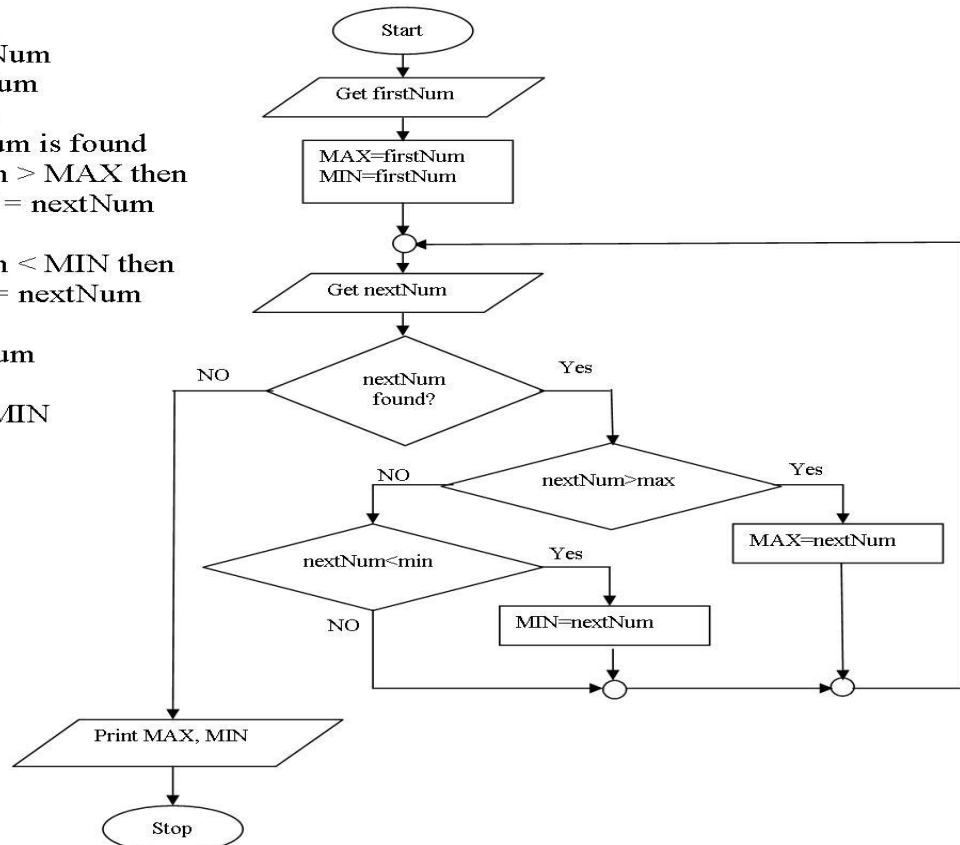 Num
um
um is found
n > MAX then
= nextNum
n < MIN then
= nextNum
um
MIN
Start
Get firstNum
MAX=firstNum
MIN=firstNum
Get nextNum
NO
nextNum
found?
Yes
NO
nextNum>max
Yes
MAX=nextNum
nextNum<min
Yes
NO
MIN=nextNum
Print MAX, MIN
Stop